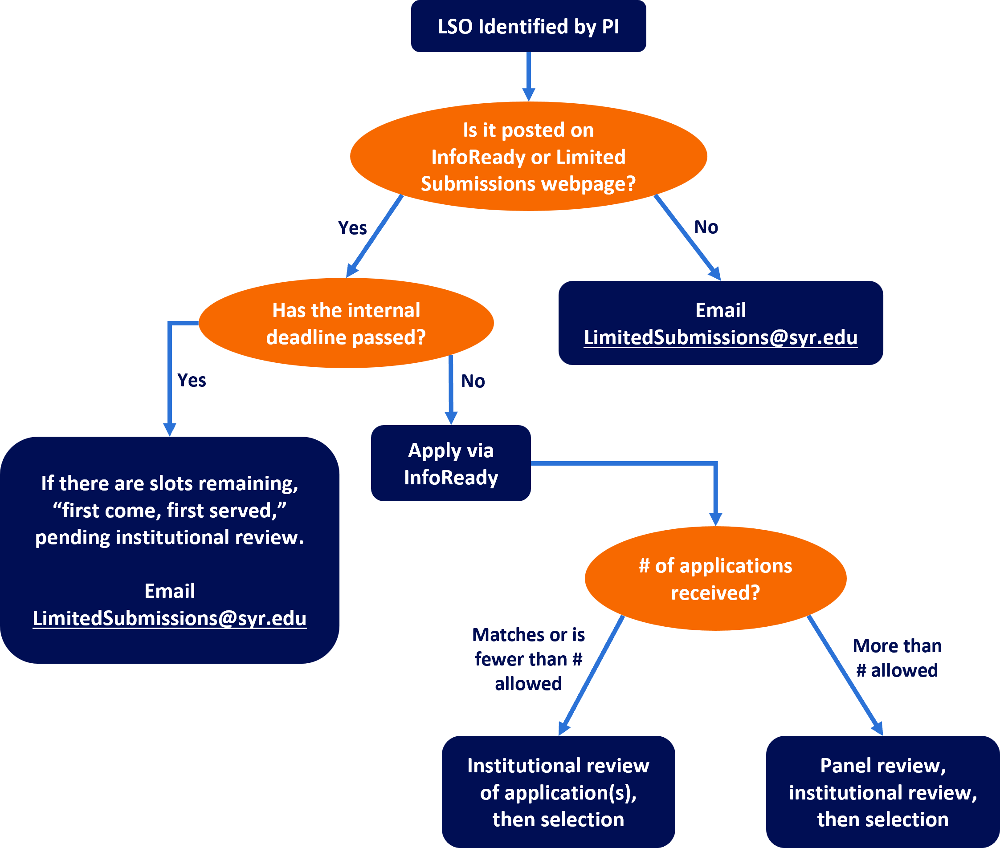 LSO Identified by PI
Is it posted on
InfoReady or Limited
Submissions webpage?
Yes
No
Has the internal
deadline passed?
Email
LimitedSubmissions@syr.edu
Yes
No
If there are slots remaining,
“first come, first served,”
pending institutional review.
Email
LimitedSubmissions@syr.edu
Apply via
InfoReady
# of applications
received?
Matches or is
fewer than #
allowed
More than
# allowed
Institutional review
of application(s),
then selection
Panel review,
institutional review,
then selection